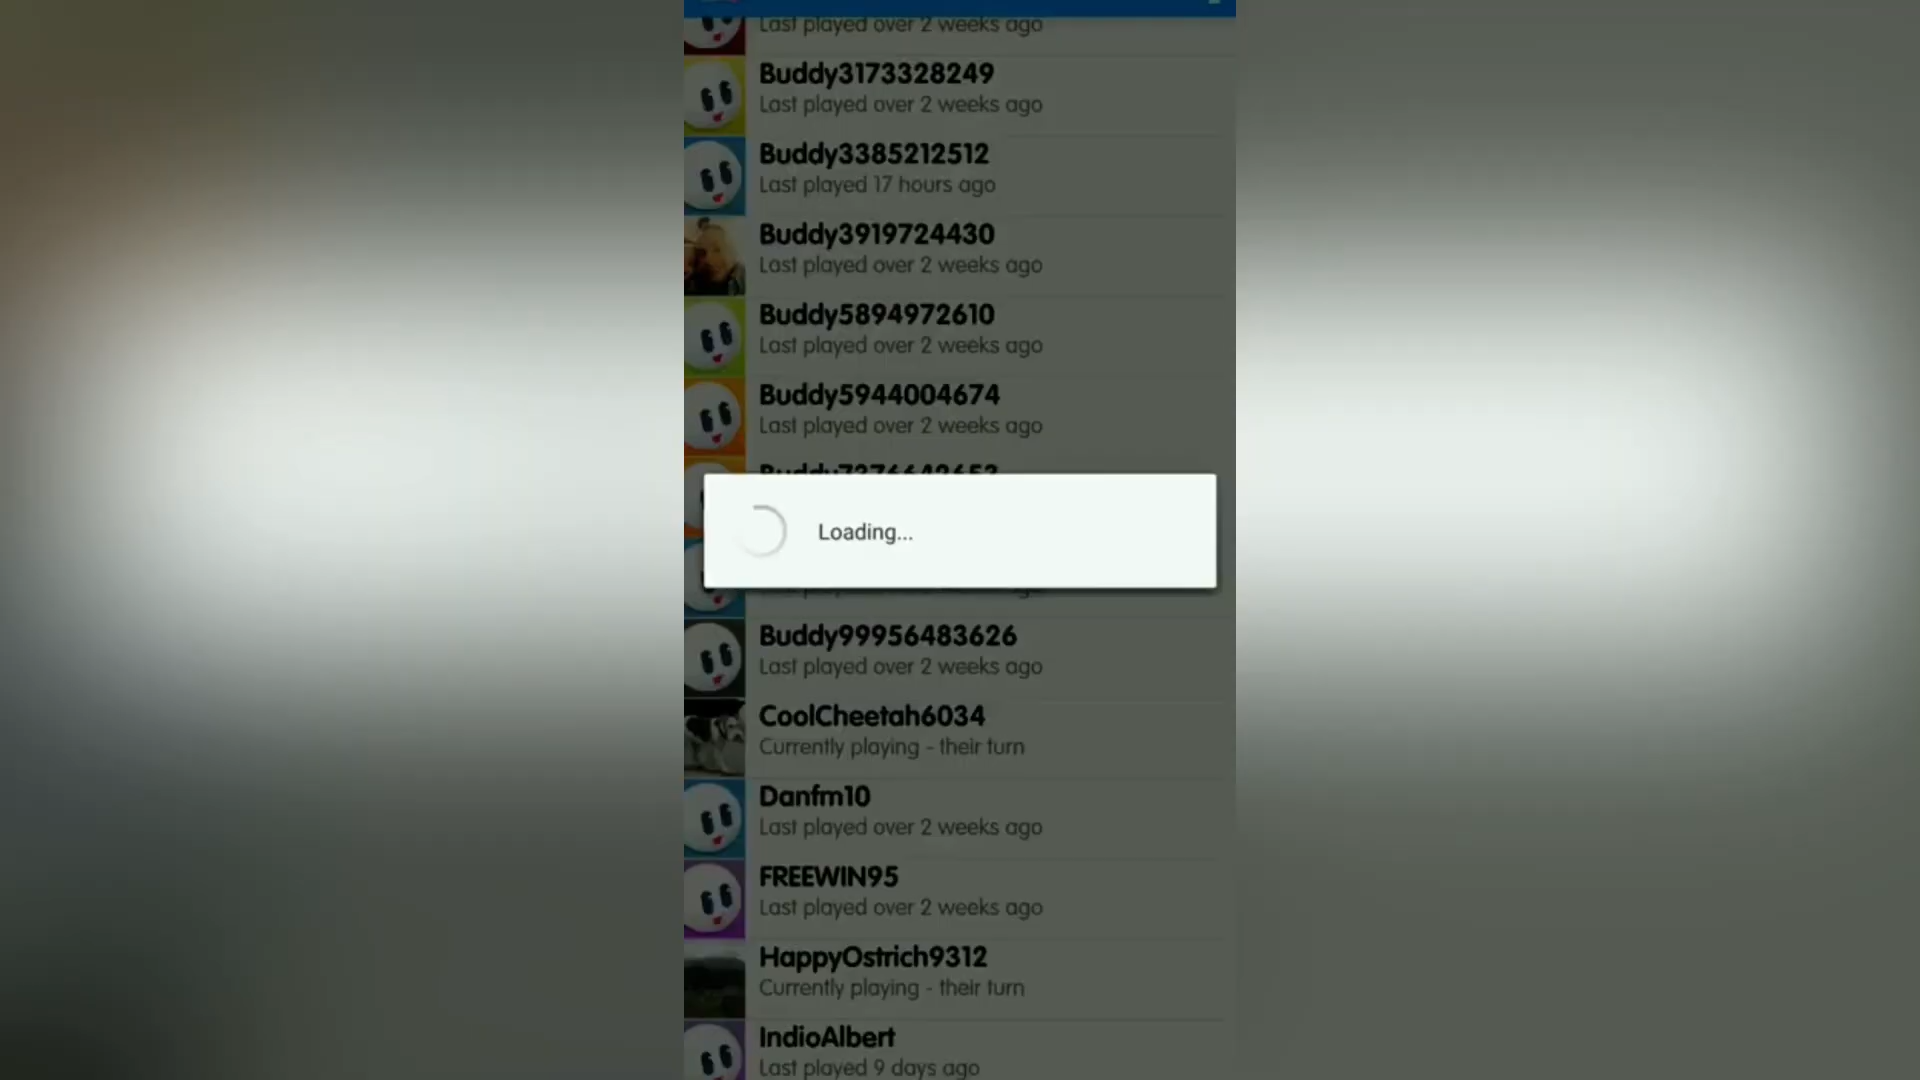 Last played over 2 weeks ago
Buddy3173328249
Last played over 2 weeks ago
Buddy3385212512
Last played 17 hours ago
Buddy3919724430
Last played over 2 weeks ago
Buddy5894972610
Last played over 2 weeks ago
Buddy5944004674
Last played over 2 weeks ago
Buddy7376642653
Loading...
Buddy99956483626
Last played over 2 weeks ago
CoolCheetah6034
Currently playing - their turn
Danfm10
Last played over 2 weeks ago
FREEWIN95
Last played over 2 weeks ago
HappyOstrich9312
Currently playing - their turn
IndioAlbert
Last played 9 days ago